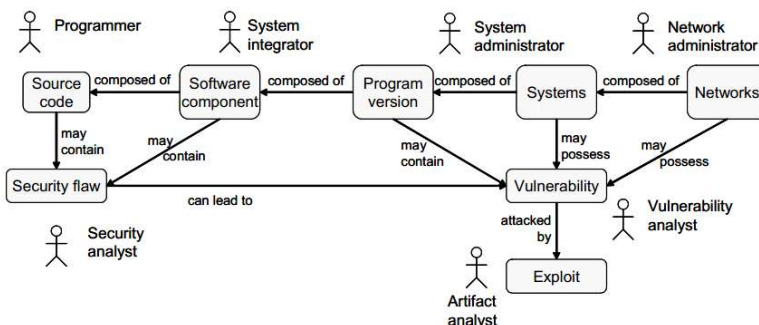 Programmer
System
integrator
System
administrator
Network
administrator
Source
code
composed of
Software
component
composed of
Program
version
composed of
Systems
composed of
Networks
may
contain
may
contain
may
contain
may
possess
may
possess
Security flaw
can lead to
Vulnerability
Security
analyst
attacked
by
Vulnerability
analyst
Exploit
Artifact
analyst